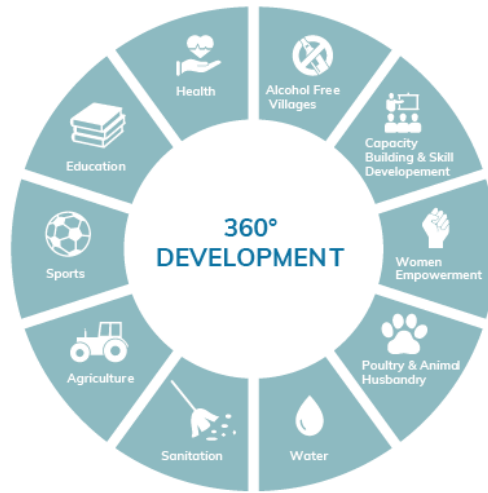 Health
Alcohol Free
Villages
Capacity
Building & Skill
Developement
Women
Empowerment
Poultry & Animal
Husbandry
Water
Sanitation
Agriculture
Sports
Education
360°
DEVELOPMENT